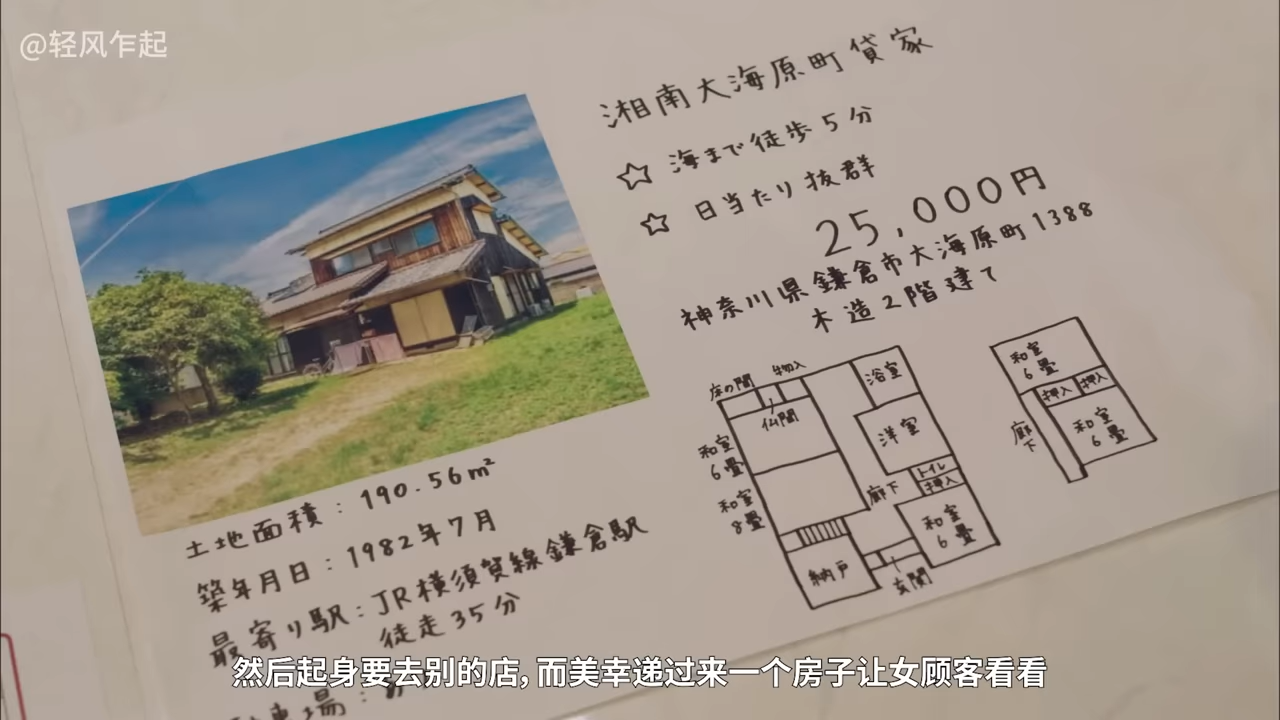 @轻风乍起
湘南大海原町貸家
☆ 海まで徒歩5分
☆ 日当たり抜群
25,000円
神奈川県鎌倉市大海原町1388
木造2階建て
床の間
物入
仏間
和室
6畳
和室
8畳
納戸
浴室
洋室
廊下
トイレ
押入
和室
6畳
玄関
和室
6畳
押入
押入
廊下
和室
6畳
土地面積:190.56m²
築年月日:1982年7月
最寄り駅:JR横須賀線鎌倉駅
徒走35分
車場:
然后起身要去别的店,而美幸递过来一个房子让女顾客看看